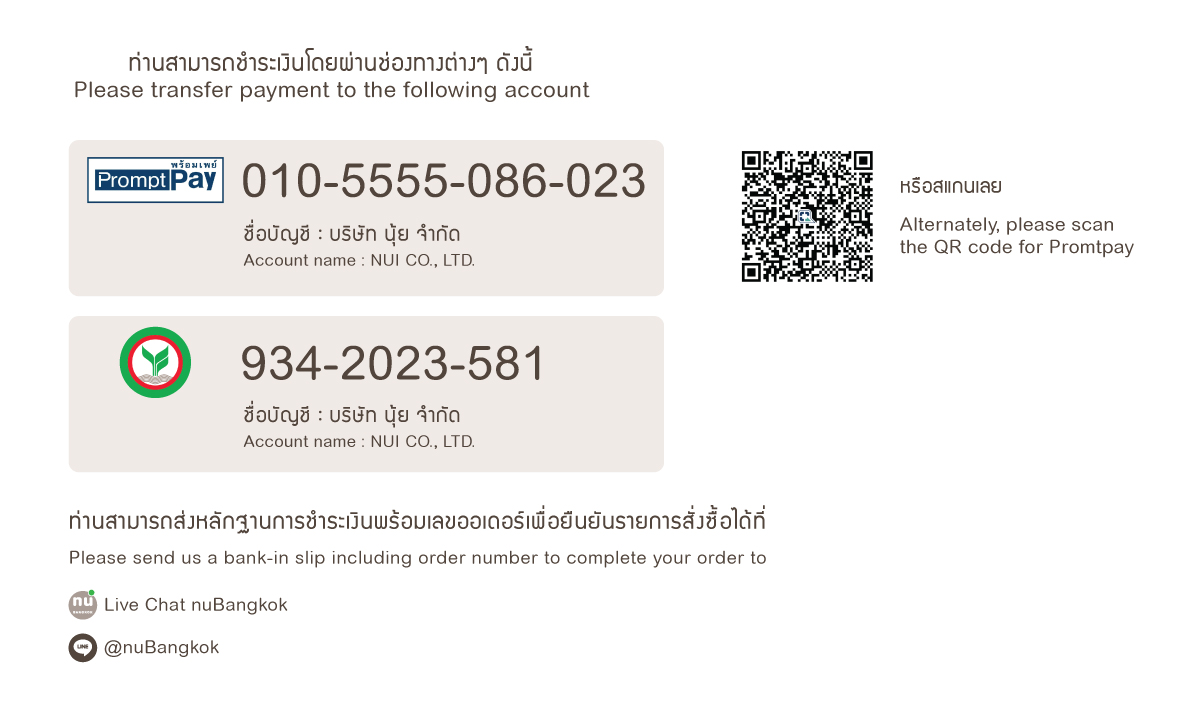 ท่านสามารถชำระเงินโดยผ่านช่องทางต่างๆ ดังนี้
Please transfer payment to the following account
พร้อมเพย์
PromptPay
010-5555-086-023
ชื่อบัญชี : บริษัท นุ้ย จำกัด
Account name : NUI CO., LTD.
หรือสแกนเลย
Alternately, please scan
the QR code for Promtpay
934-2023-581
ชื่อบัญชี : บริษัท นุ้ย จำกัด
Account name : NUI CO., LTD.
ท่านสามารถส่งหลักฐานการชำระเงินพร้อมเลขออเดอร์เพื่อยืนยันรายการสั่งซื้อได้ที่
Please send us a bank-in slip including order number to complete your order to
nu
BANGKOK
Live Chat nuBangkok
LINE
@nuBangkok